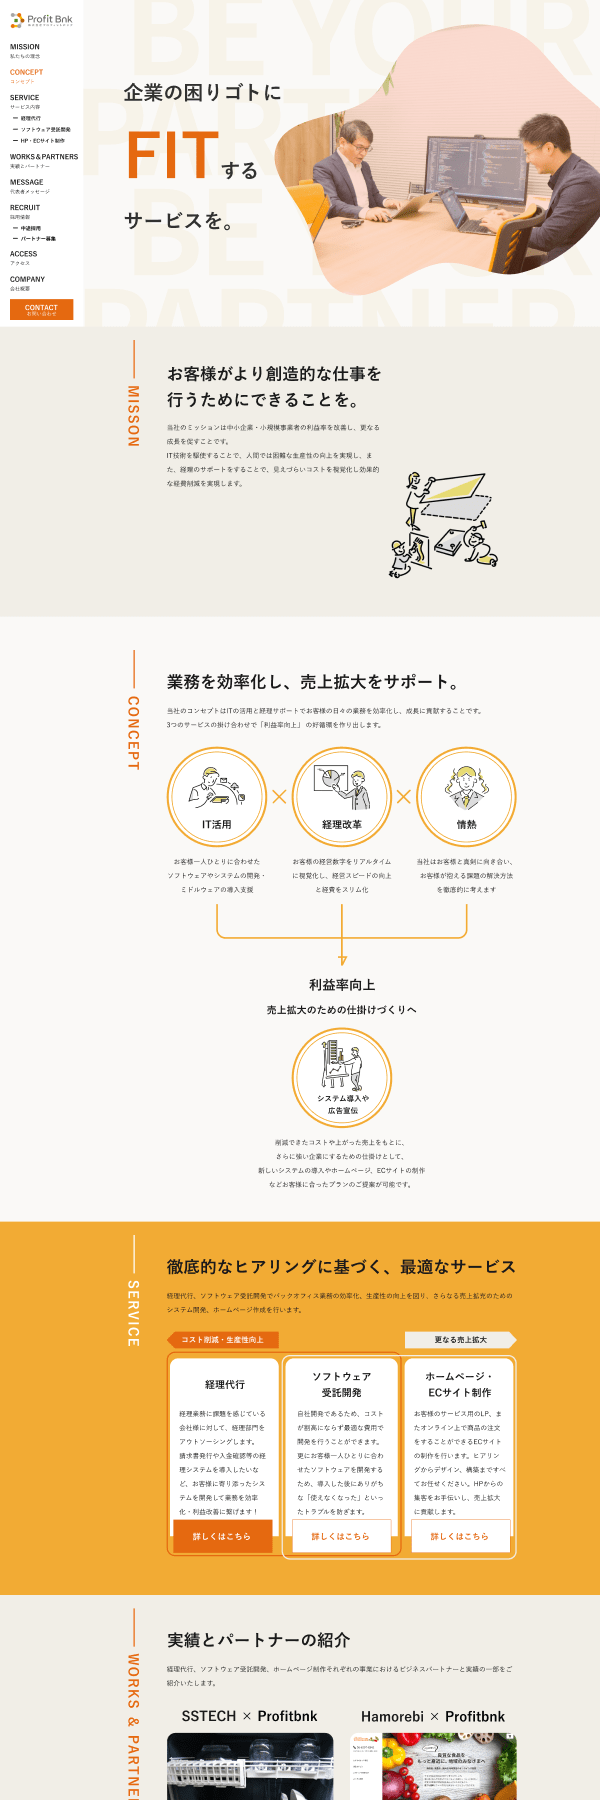 Profit Bnk
MISSION
私たちの理念
CONCEPT
コンセプト
SERVICE
サービス内容
ー 経理代行
ー ソフトウェア受託開発
ー HP・ECサイト制作
WORKS&PARTNERS
実績とパートナー
MESSAGE
代表者メッセージ
RECRUIT
採用情報
ー 中途採用
ー パートナー募集
ACCESS
アクセス
COMPANY
会社概要
CONTACT
お問い合わせ
BE YOUR
PARTNER
BE YOUR
PARTNER
企業の困りゴトに
FITする
サービスを。
MISSON
お客様がより創造的な仕事を
行うためにできることを。
当社のミッションは中小企業・小規模事業者の利益率を改善し、更なる
成長を促すことです。
IT技術を駆使することで、人間では困難な生産性の向上を実現し、ま
た、経理のサポートをすることで、見えづらいコストを視覚化し効果的
な経費削減を実現します。
CONCEPT
業務を効率化し、売上拡大をサポート。
当社のコンセプトはITの活用と経理サポートでお客様の日々の業務を効率化し、成長に貢献することです。
3つのサービスの掛け合わせで「利益率向上」の好循環を作り出します。
IT活用
経理改革
情熱
お客様一人ひとりに合わせた
ソフトウェアやシステムの開発・
ミドルウェアの導入支援
お客様の経営数字をリアルタイム
に視覚化し、経営スピードの向上
と経費をスリム化
当社はお客様と真剣に向き合い、
お客様が抱える課題の解決方法
を徹底的に考えます
利益率向上
売上拡大のための仕掛けづくりへ
システム導入や
広告宣伝
削減できたコストや上がった売上をもとに、
さらに強い企業にするための仕掛けとして、
新しいシステムの導入やホームページ、ECサイトの制作
などお客様に合ったプランのご提案が可能です。
SERVICE
徹底的なヒアリングに基づく、最適なサービス
経理代行、ソフトウェア受託開発でバックオフィス業務の効率化、生産性の向上を図り、さらなる売上拡充のための
システム開発、ホームページ作成を行います。
コスト削減・生産性向上
更なる売上拡大
経理代行
経理業務に課題を感じている
会社様に対して、経理部門を
アウトソーシングします。
請求書発行や入金確認等の経
理システムを導入したいな
ど、お客様に寄り添ったシス
テムを開発して業務を効率
化・利益改善に繋げます！
詳しくはこちら
ソフトウェア
受託開発
自社開発であるため、コスト
が割高にならず最適な費用で
開発を行うことができます。
更にお客様一人ひとりに合わ
せたソフトウェアを開発する
ため、導入した後にありがち
な「使えなくなった」といっ
たトラブルを防ぎます。
詳しくはこちら
ホームページ・
ECサイト制作
お客様のサービス用のLP、ま
たオンライン上で商品の注文
をすることができるECサイト
の制作を行います。ヒアリン
グからデザイン、構築まですべ
てお任せください。HPからの
集客をお手伝いし、売上拡大
に貢献します。
詳しくはこちら
WORKS & PARTNER
実績とパートナーの紹介
経理代行、ソフトウェア受託開発、ホームページ制作それぞれの事業におけるビジネスパートナーと実績の一部をご
紹介いたします。
SSTECH × Profitbnk
Hamorebi × Profitbnk
良質な食品を
もっと身近に、地域のみなさまへ